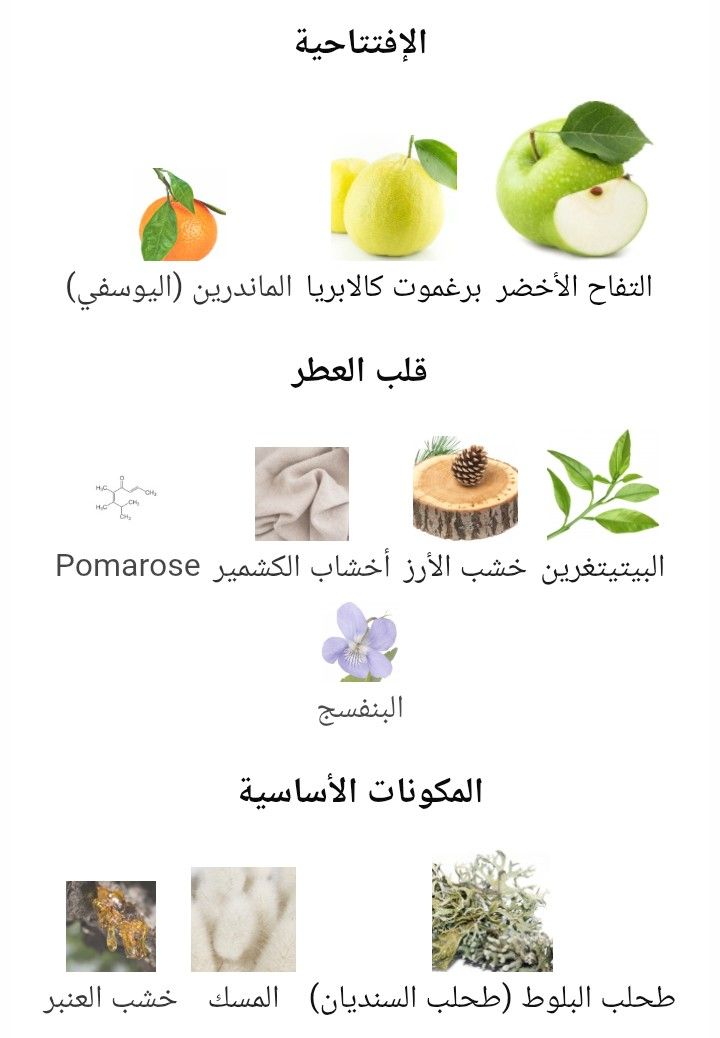 الإفتتاحية
التفاح الأخضر برغموت كالابريا الماندرين (اليوسفي)
قلب العطر
البيتيتغرين خشب الأرز أخشاب الكشمير Pomarose
البنفسج
المكونات الأساسية
طحلب البلوط (طحلب السنديان) المسك خشب العنبر